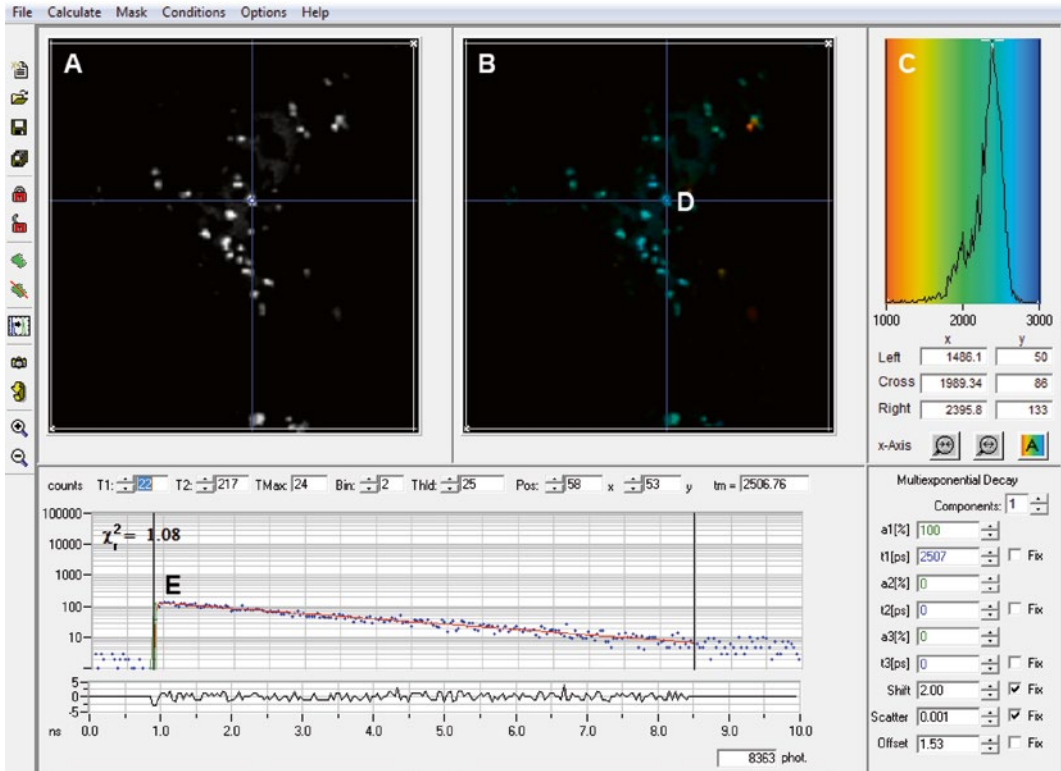 File Calculate Mask Conditions Options Help
A
B
C
D
1000 2000 3000
x y
Left 1486.1 50
Cross 1989.34 86
Right 2395.8 133
x-Axis A
counts T1: 22 T2: 217 TMax: 24 Bin: 2 Thld: 25 Pos: 58 x 53 y tm = 2506.76
100000
10000
1000
100
10
χr² = 1.08
E
5
0
-5
ns 0.0 1.0 2.0 3.0 4.0 5.0 6.0 7.0 8.0 9.0 10.0
8363 phot.
Multiexponential Decay
Components: 1
a1[%] 100
t1[ps] 2507 Fix
a2[%] 0
t2[ps] 0 Fix
a3[%] 0
t3[ps] 0 Fix
Shift 2.00 Fix
Scatter 0.001 Fix
Offset 1.53 Fix